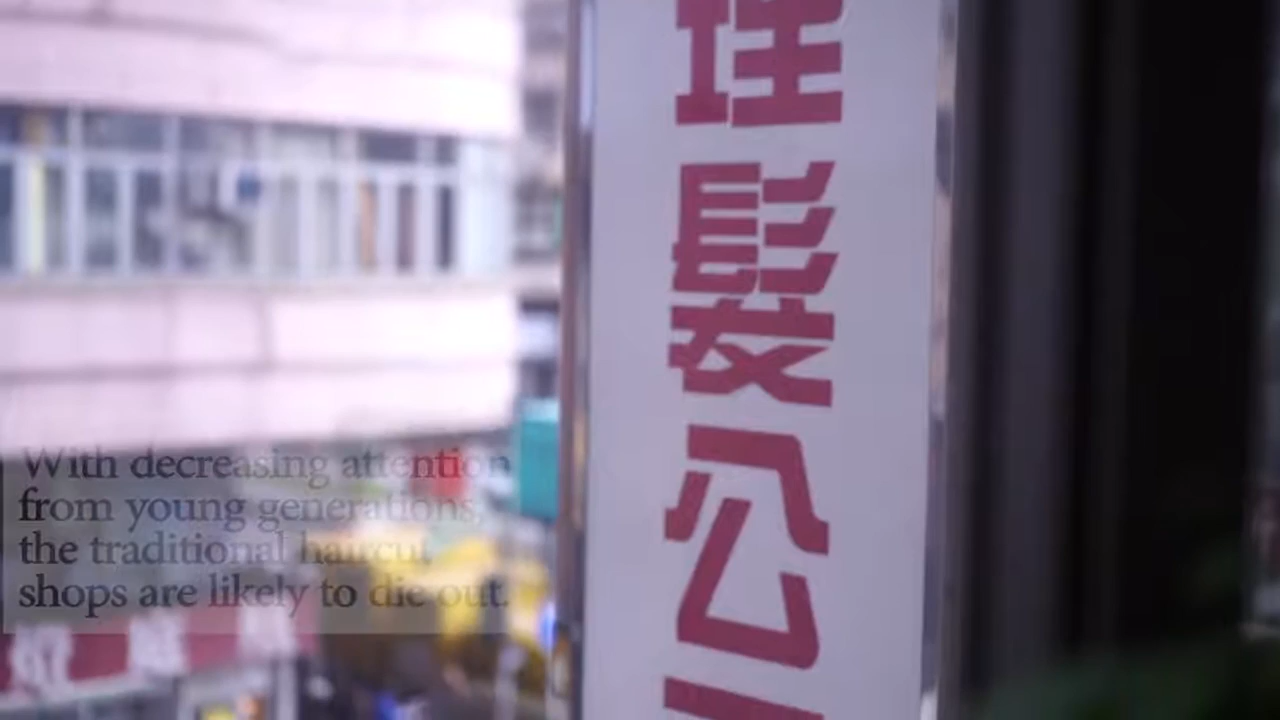 With decreasing attention
from young generations,
the traditional haircut
shops are likely to die out.
理
髮
公